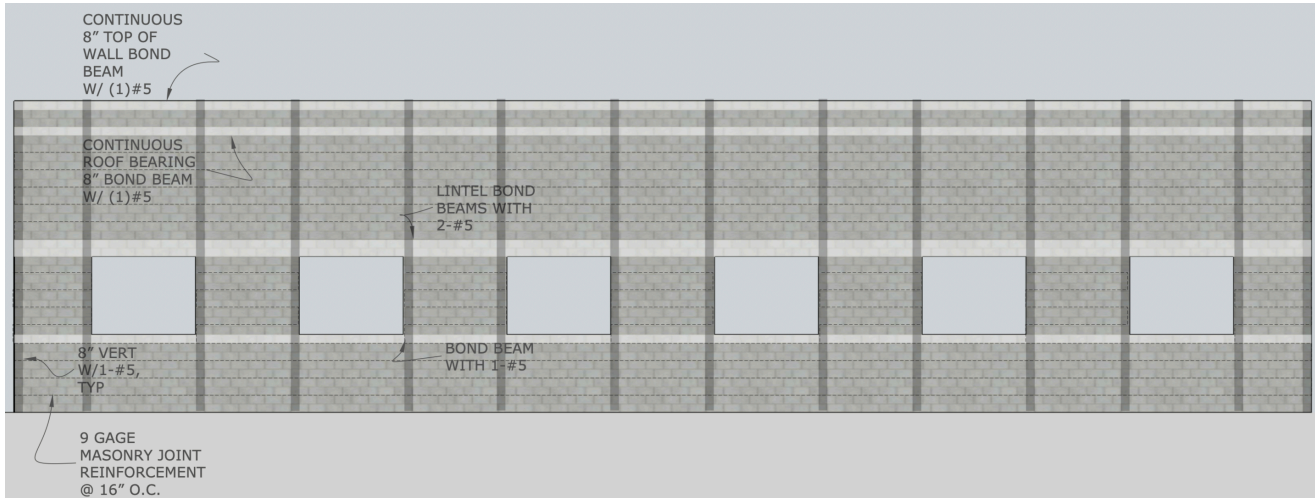 CONTINUOUS
8" TOP OF
WALL BOND
BEAM
W/ (1)#5
CONTINUOUS
ROOF BEARING
8" BOND BEAM
W/ (1)#5
LINTEL BOND
BEAMS WITH
2-#5
BOND BEAM
WITH 1-#5
8" VERT
W/1-#5,
TYP
9 GAGE
MASONRY JOINT
REINFORCEMENT
@ 16" O.C.